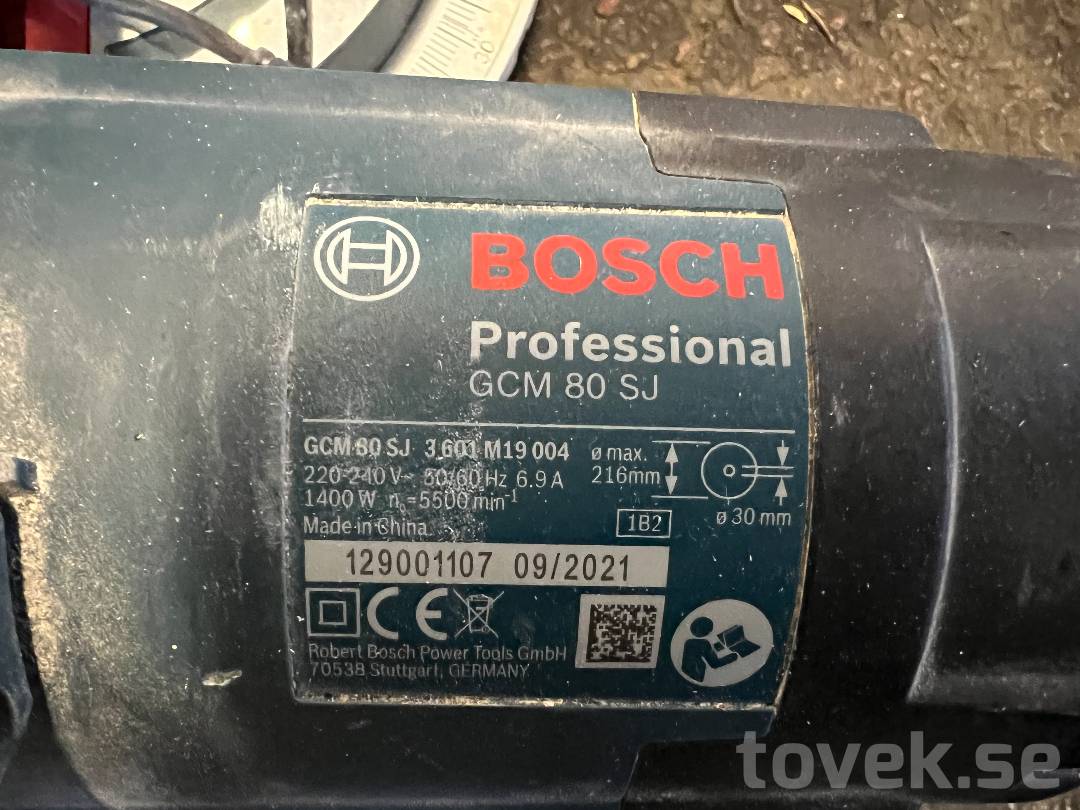 30
BOSCH
Professional
GCM 80 SJ
GCM 80 SJ 3 601 M19 004
220-240 V~ 50/60 Hz 6.9 A
1400 W n₀=5500 min⁻¹
Made in China
ø max.
216mm
ø 30 mm
1B2
129001107 09/2021
CE
Robert Bosch Power Tools GmbH
70538 Stuttgart, GERMANY
tovek.se